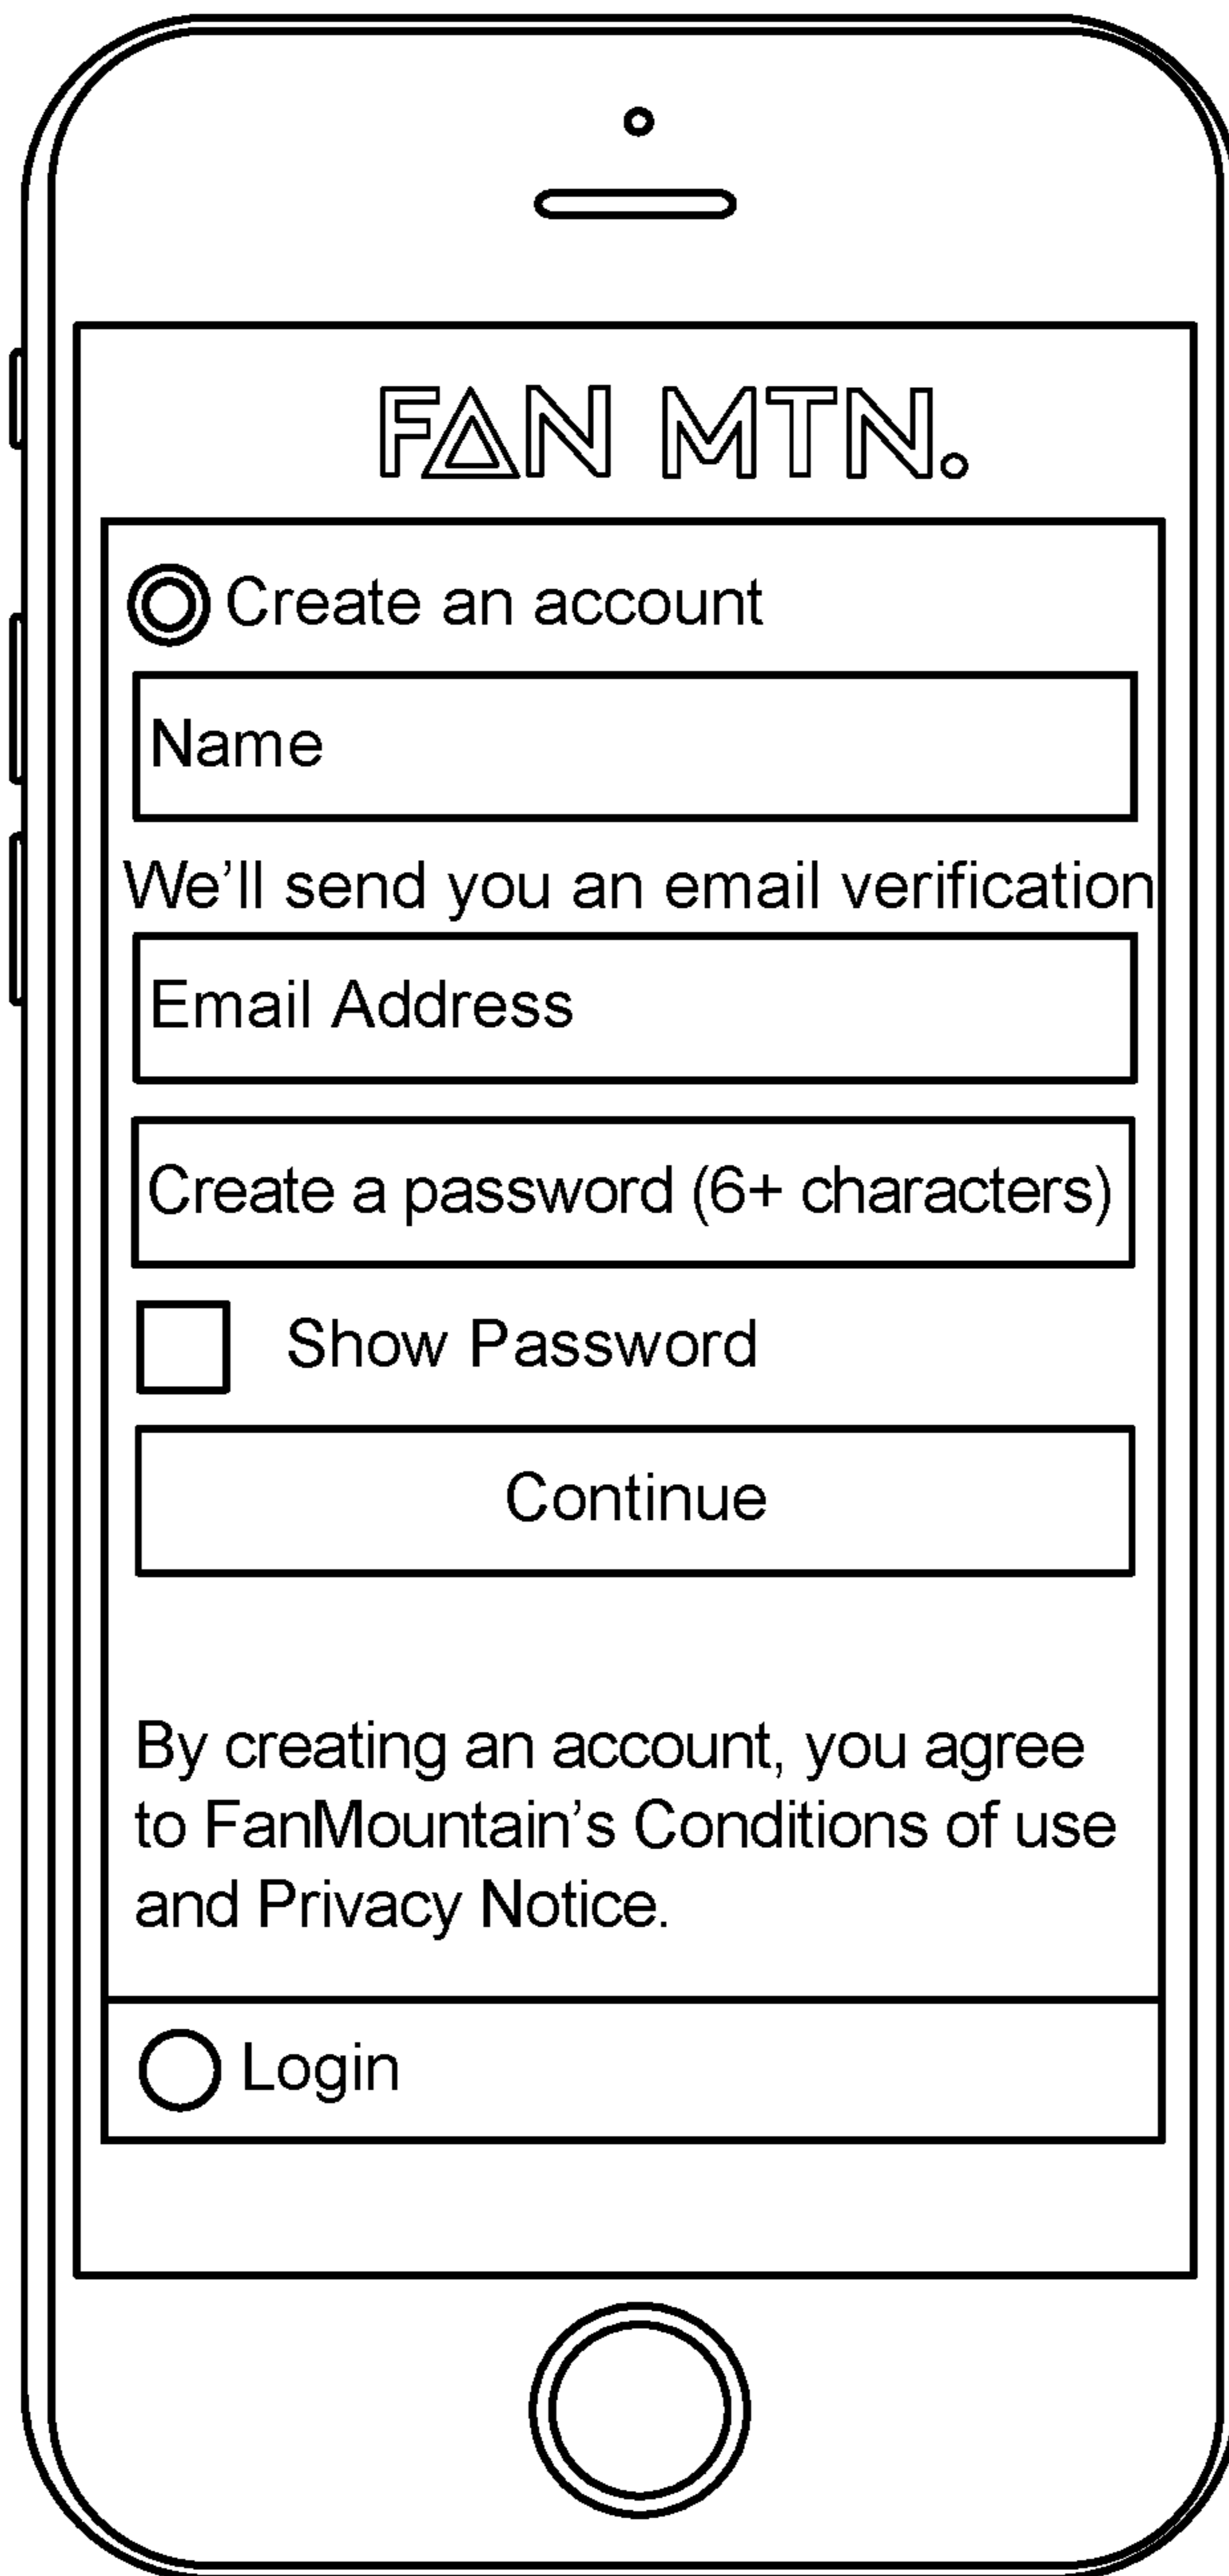 FAN MTN.
Create an account
Name
We'll send you an email verification
Email Address
Create a password (6+ characters)
Show Password
Continue
By creating an account, you agree
to FanMountain's Conditions of use
and Privacy Notice.
Login